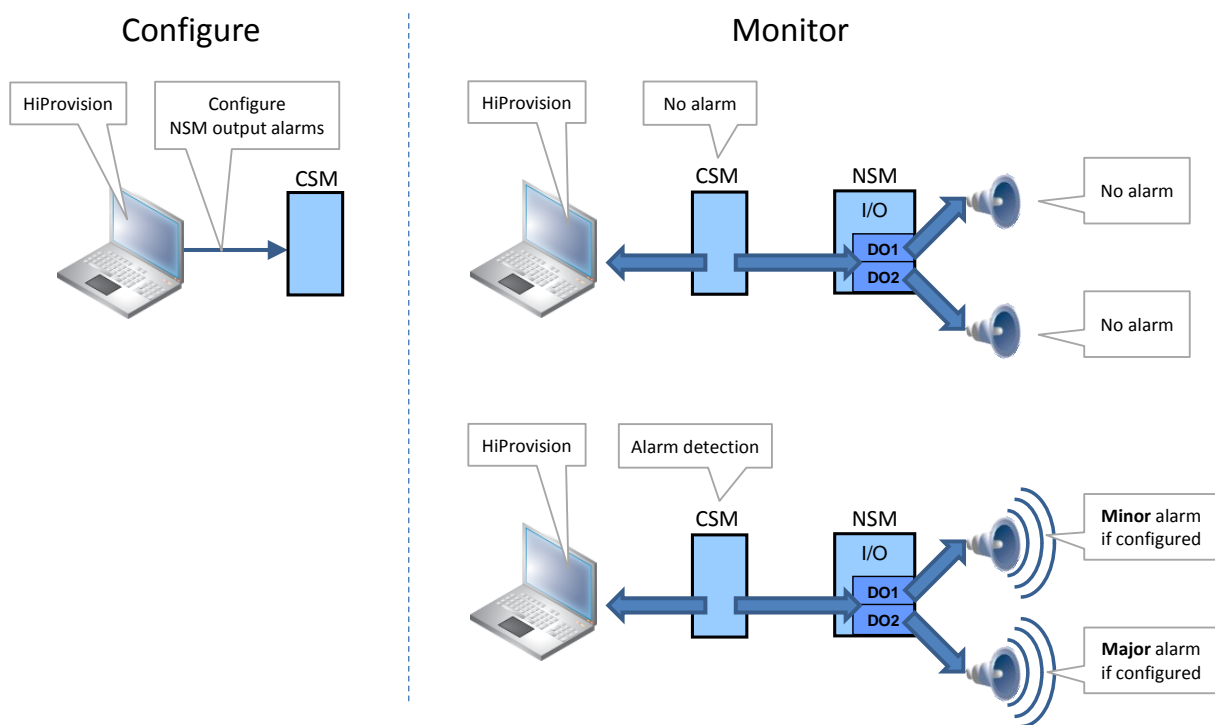 Configure
HiProvision
Configure
NSM output alarms
CSM
Monitor
HiProvision
No alarm
CSM
NSM
I/O
DO1
DO2
No alarm
No alarm
HiProvision
Alarm detection
CSM
NSM
I/O
DO1
DO2
Minor alarm
if configured
Major alarm
if configured